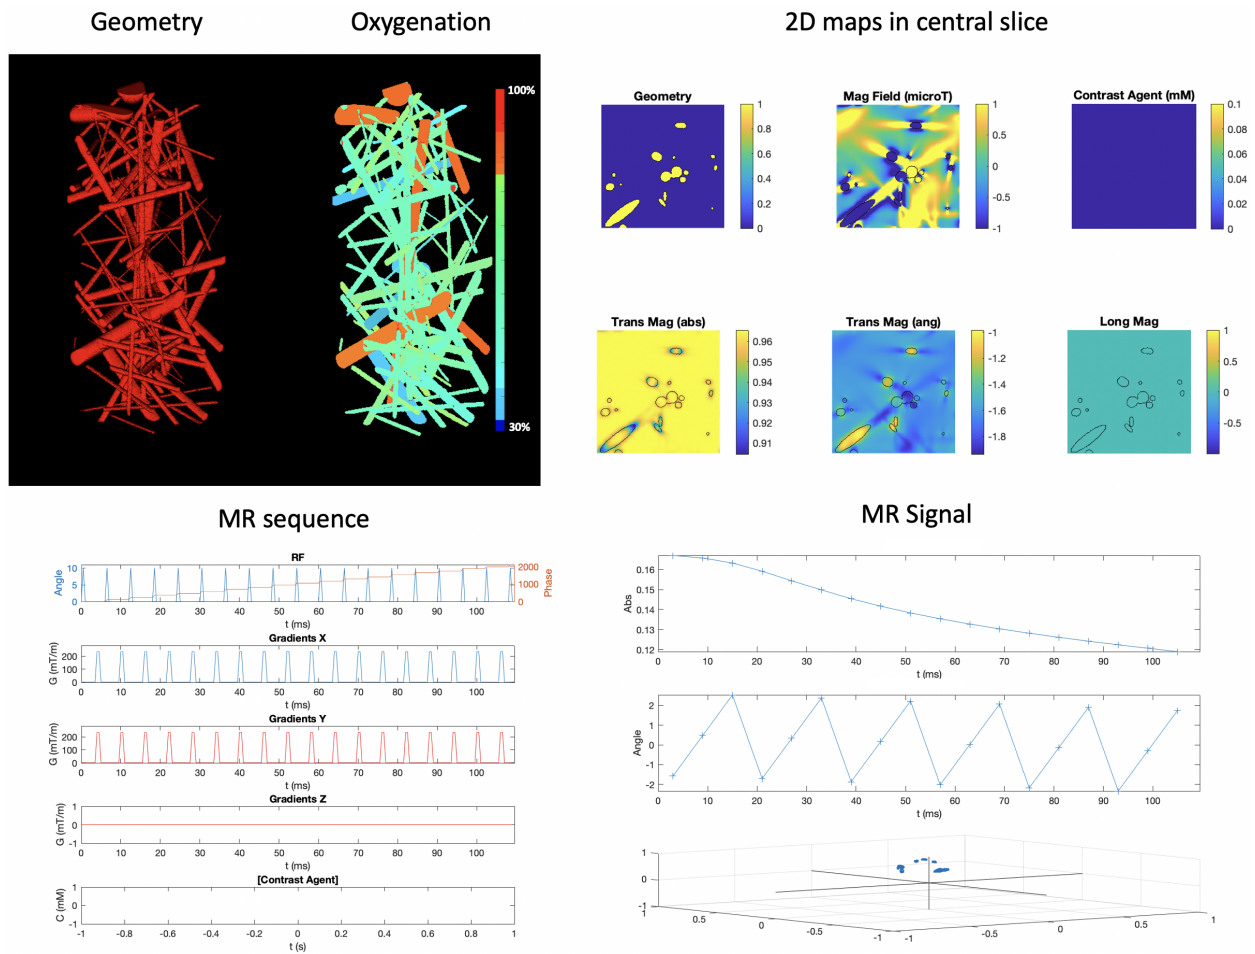 Geometry
Oxygenation
2D maps in central slice
100%
30%
Geometry
1
0.8
0.6
0.4
0.2
0
Mag Field (microT)
1
0.5
0
-0.5
-1
Contrast Agent (mM)
0.1
0.08
0.06
0.04
0.02
0
Trans Mag (abs)
0.96
0.95
0.94
0.93
0.92
0.91
Trans Mag (ang)
-1
-1.2
-1.4
-1.6
-1.8
Long Mag
1
0.5
0
-0.5
MR sequence
RF
Angle
10
5
0
2000
1000
0
Phase
0 10 20 30 40 50 60 70 80 90 100
t (ms)
Gradients X
G (mT/m)
200
100
0
0 10 20 30 40 50 60 70 80 90 100
t (ms)
Gradients Y
G (mT/m)
200
100
0
0 10 20 30 40 50 60 70 80 90 100
t (ms)
Gradients Z
G (mT/m)
1
0
-1
0 10 20 30 40 50 60 70 80 90 100
t (ms)
[Contrast Agent]
C (mM)
1
0
-1
-1 -0.8 -0.6 -0.4 -0.2 0 0.2 0.4 0.6 0.8 1
t (s)
MR Signal
Abs
0.16
0.15
0.14
0.13
0.12
0 10 20 30 40 50 60 70 80 90 100
t (ms)
Angle
2
1
0
-1
-2
0 10 20 30 40 50 60 70 80 90 100
t (ms)
1
0
-1
1
0.5
0
-0.5
-1
-1
-0.5
0
0.5
1